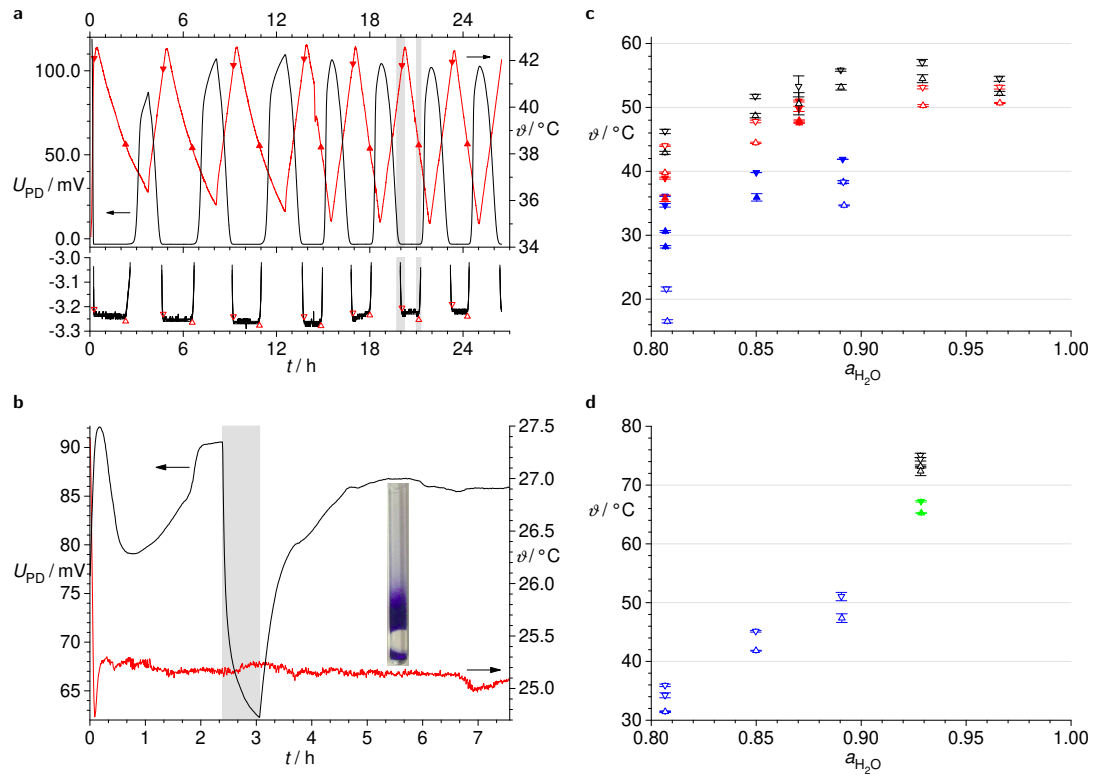 a
0 6 12 18 24
100.0
50.0
0.0
U_PD / mV
42
40
38
36
34
ϑ / °C
-3.0
-3.1
-3.2
-3.3
0 6 12 18 24
t / h
b
90
85
80
75
70
65
U_PD / mV
27.5
27.0
26.5
26.0
25.5
25.0
ϑ / °C
0 1 2 3 4 5 6 7
t / h
c
60
50
40
30
20
ϑ / °C
0.80 0.85 0.90 0.95 1.00
a_H₂O
d
80
70
60
50
40
30
ϑ / °C
0.80 0.85 0.90 0.95 1.00
a_H₂O